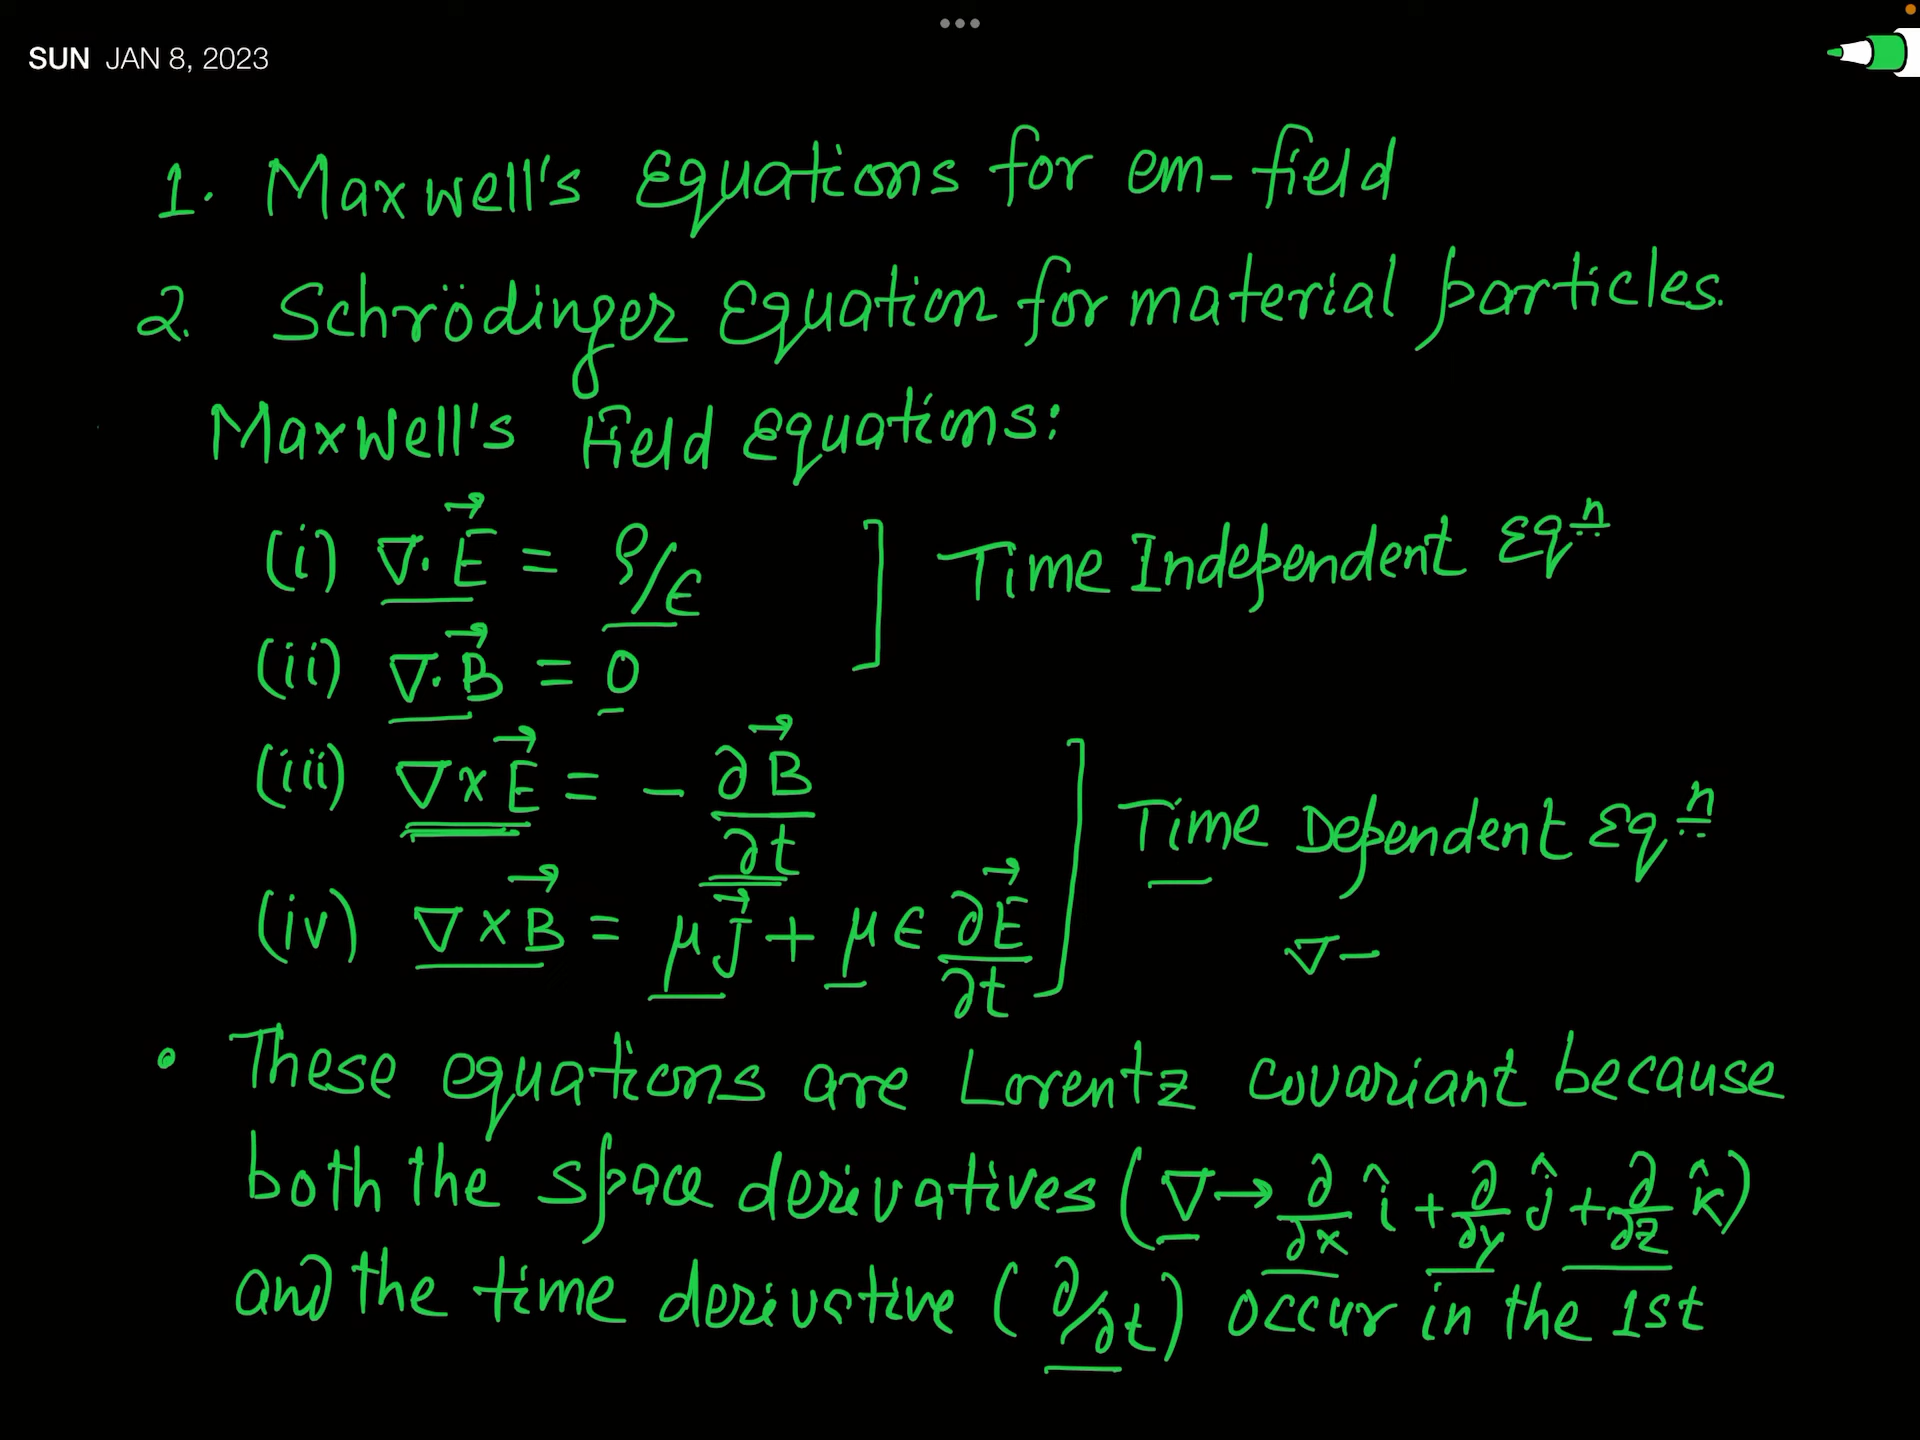 SUN JAN 8, 2023
1. Maxwell's Equations for em-field
2. Schrödinger Equation for material particles.
Maxwell's Field Equations:
(i) ∇·E⃗ = ρ/ϵ ] Time Independent Eqⁿ
(ii) ∇·B⃗ = 0
(iii) ∇×E⃗ = - ∂B⃗/∂t ] Time Dependent Eqⁿ
(iv) ∇×B⃗ = μJ⃗ + μϵ ∂E⃗/∂t
∇-
• These equations are Lorentz covariant because
both the space derivatives (∇→ ∂/∂x î + ∂/∂y ĵ + ∂/∂z k̂)
and the time derivative (∂/∂t) occur in the 1st